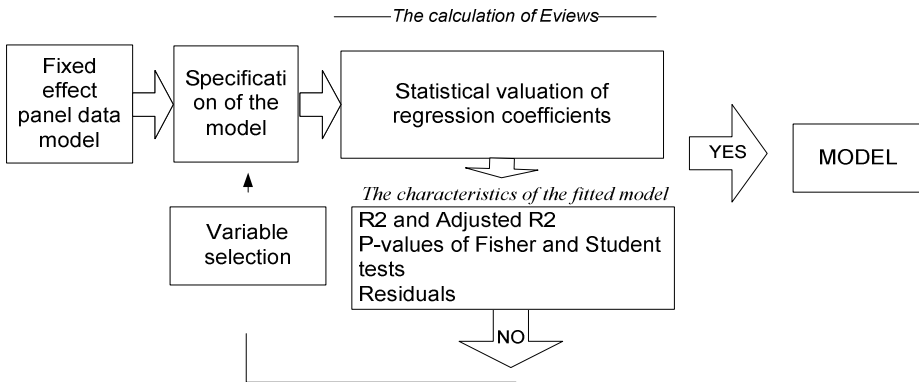 The calculation of Eviews
Fixed
effect
panel data
model
Specificati
on of the
model
Statistical valuation of
regression coefficients
YES
MODEL
The characteristics of the fitted model
Variable
selection
R2 and Adjusted R2
P-values of Fisher and Student
tests
Residuals
NO